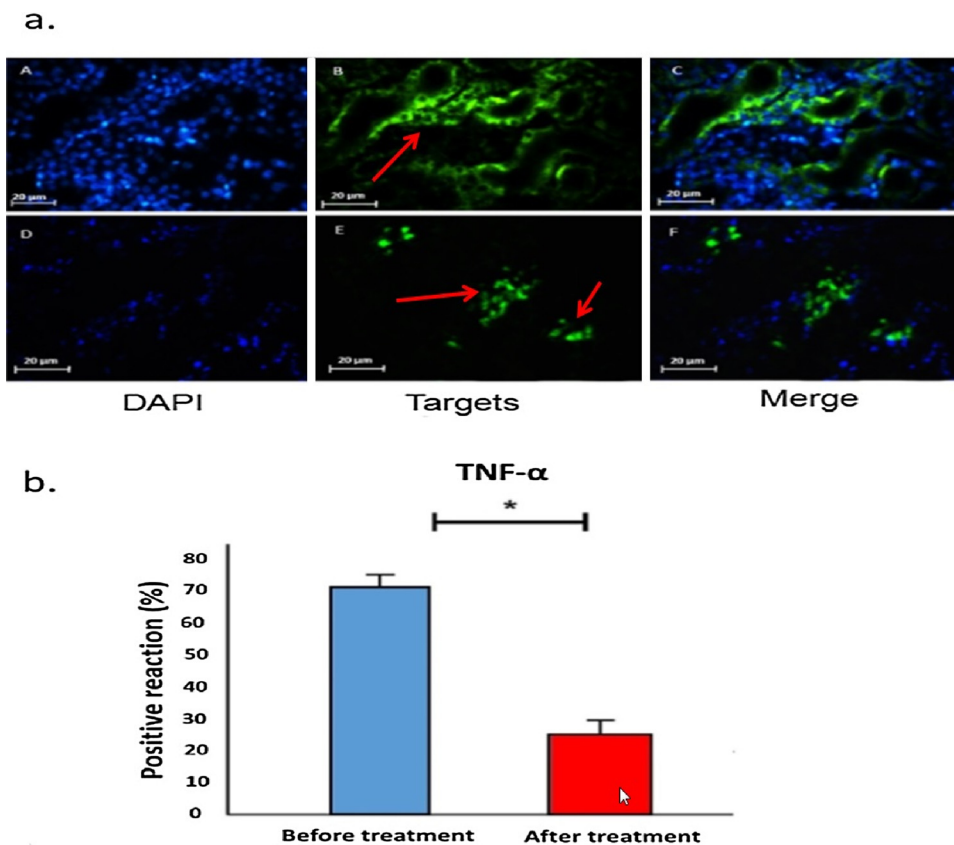 a.
A
B
C
20 µm
20 µm
20 µm
D
E
F
20 µm
20 µm
20 µm
DAPI
Targets
Merge
b.
TNF-α
*
Positive reaction (%)
80
70
60
50
40
30
20
10
0
Before treatment
After treatment